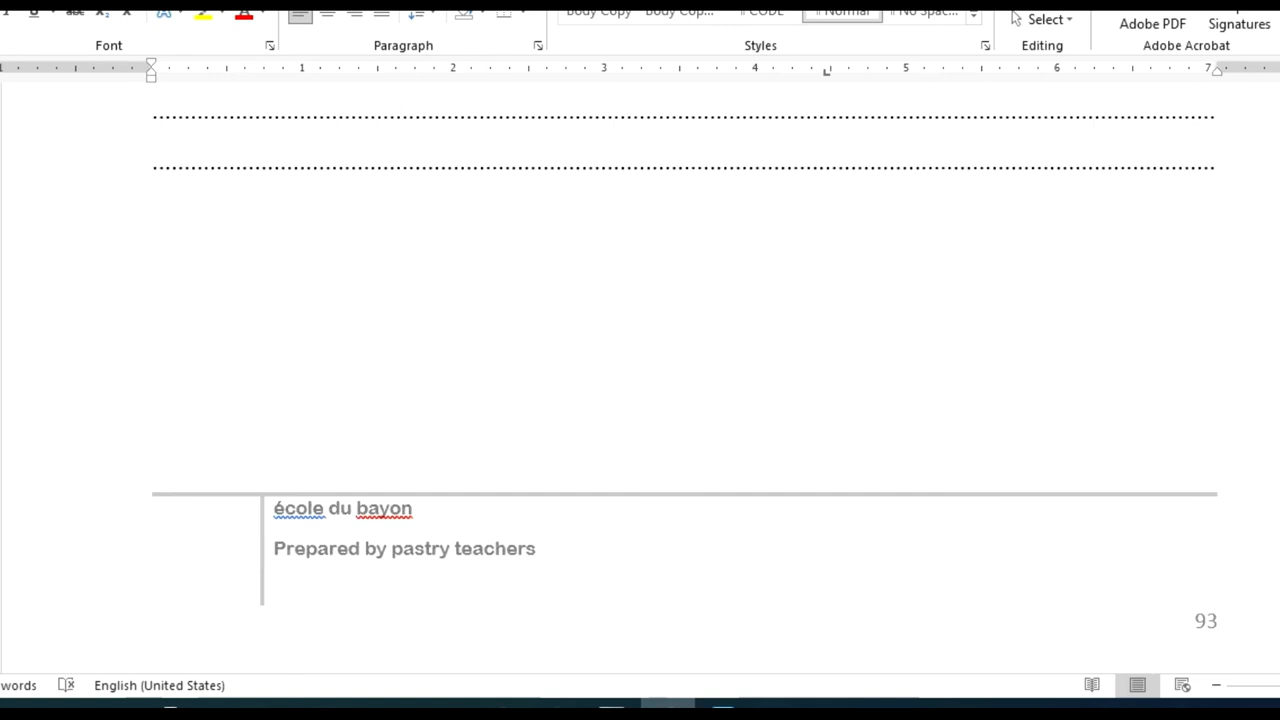 Body Copy Body Cop... CODE Normal No Spac... Select Adobe PDF Signatures
Font Paragraph Styles Editing Adobe Acrobat
1 1 2 3 4 5 6 7
................................................................................
................................................................................
école du bayon
Prepared by pastry teachers
93
words English (United States)